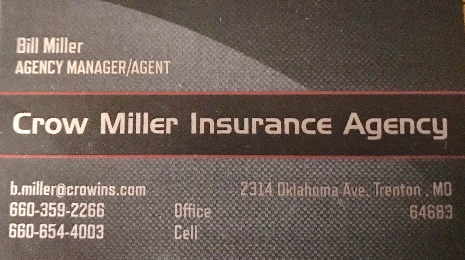 Bill Miller
AGENCY MANAGER/AGENT
Crow Miller Insurance Agency
b.miller@crowins.com 2314 Oklahoma Ave. Trenton , MO
660-359-2266 Office 64683
660-654-4003 Cell